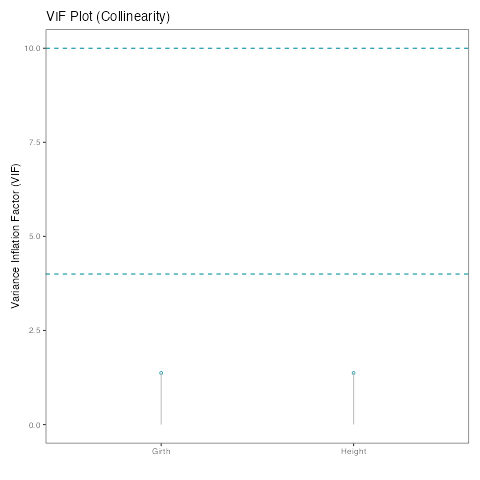 VIF Plot (Collinearity)
Variance Inflation Factor (VIF)
10.0
7.5
5.0
2.5
0.0
Girth
Height